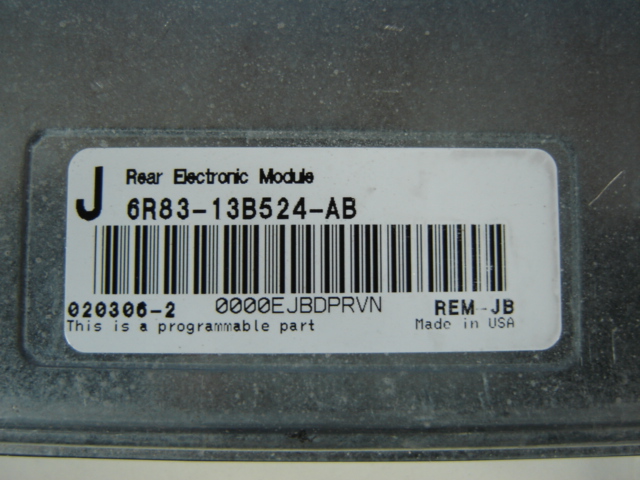 J
Rear Electronic Module
6R83-13B524-AB
020306-2 0000EJBDPRVN REM-JB
This is a programmable part Made in USA